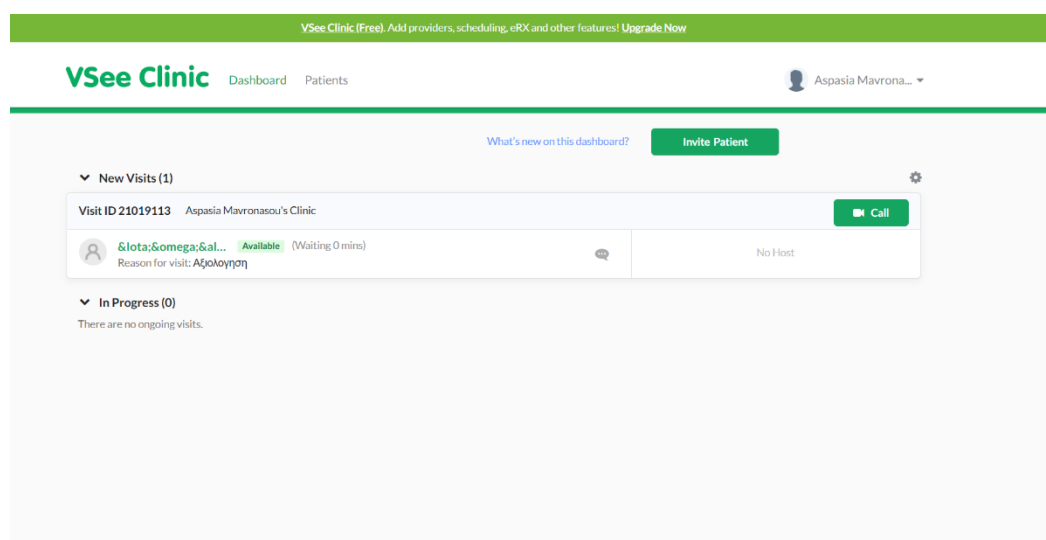 VSee Clinic (Free). Add providers, scheduling, eRX and other features! Upgrade Now
VSee Clinic Dashboard Patients Aspasia Mavrona...
What's new on this dashboard? Invite Patient
New Visits (1)
Visit ID 21019113 Aspasia Mavronasou's Clinic Call
&Iota;&omega;&al... Available (Waiting 0 mins) No Host
Reason for visit: Αξιολογηση
In Progress (0)
There are no ongoing visits.